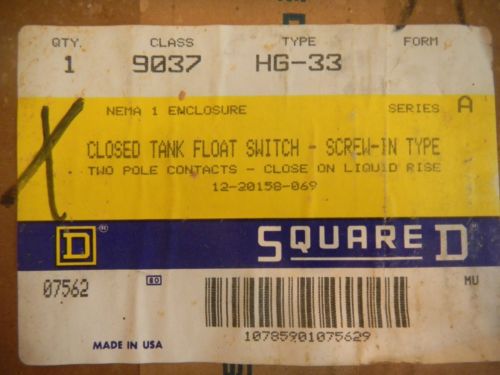 QTY. CLASS TYPE FORM
1 9037 HG-33
NEMA 1 ENCLOSURE SERIES A
CLOSED TANK FLOAT SWITCH - SCREW-IN TYPE
TWO POLE CONTACTS - CLOSE ON LIQUID RISE
12-20158-069
D ® SQUARE D
07562 MU
10785901075629
MADE IN USA